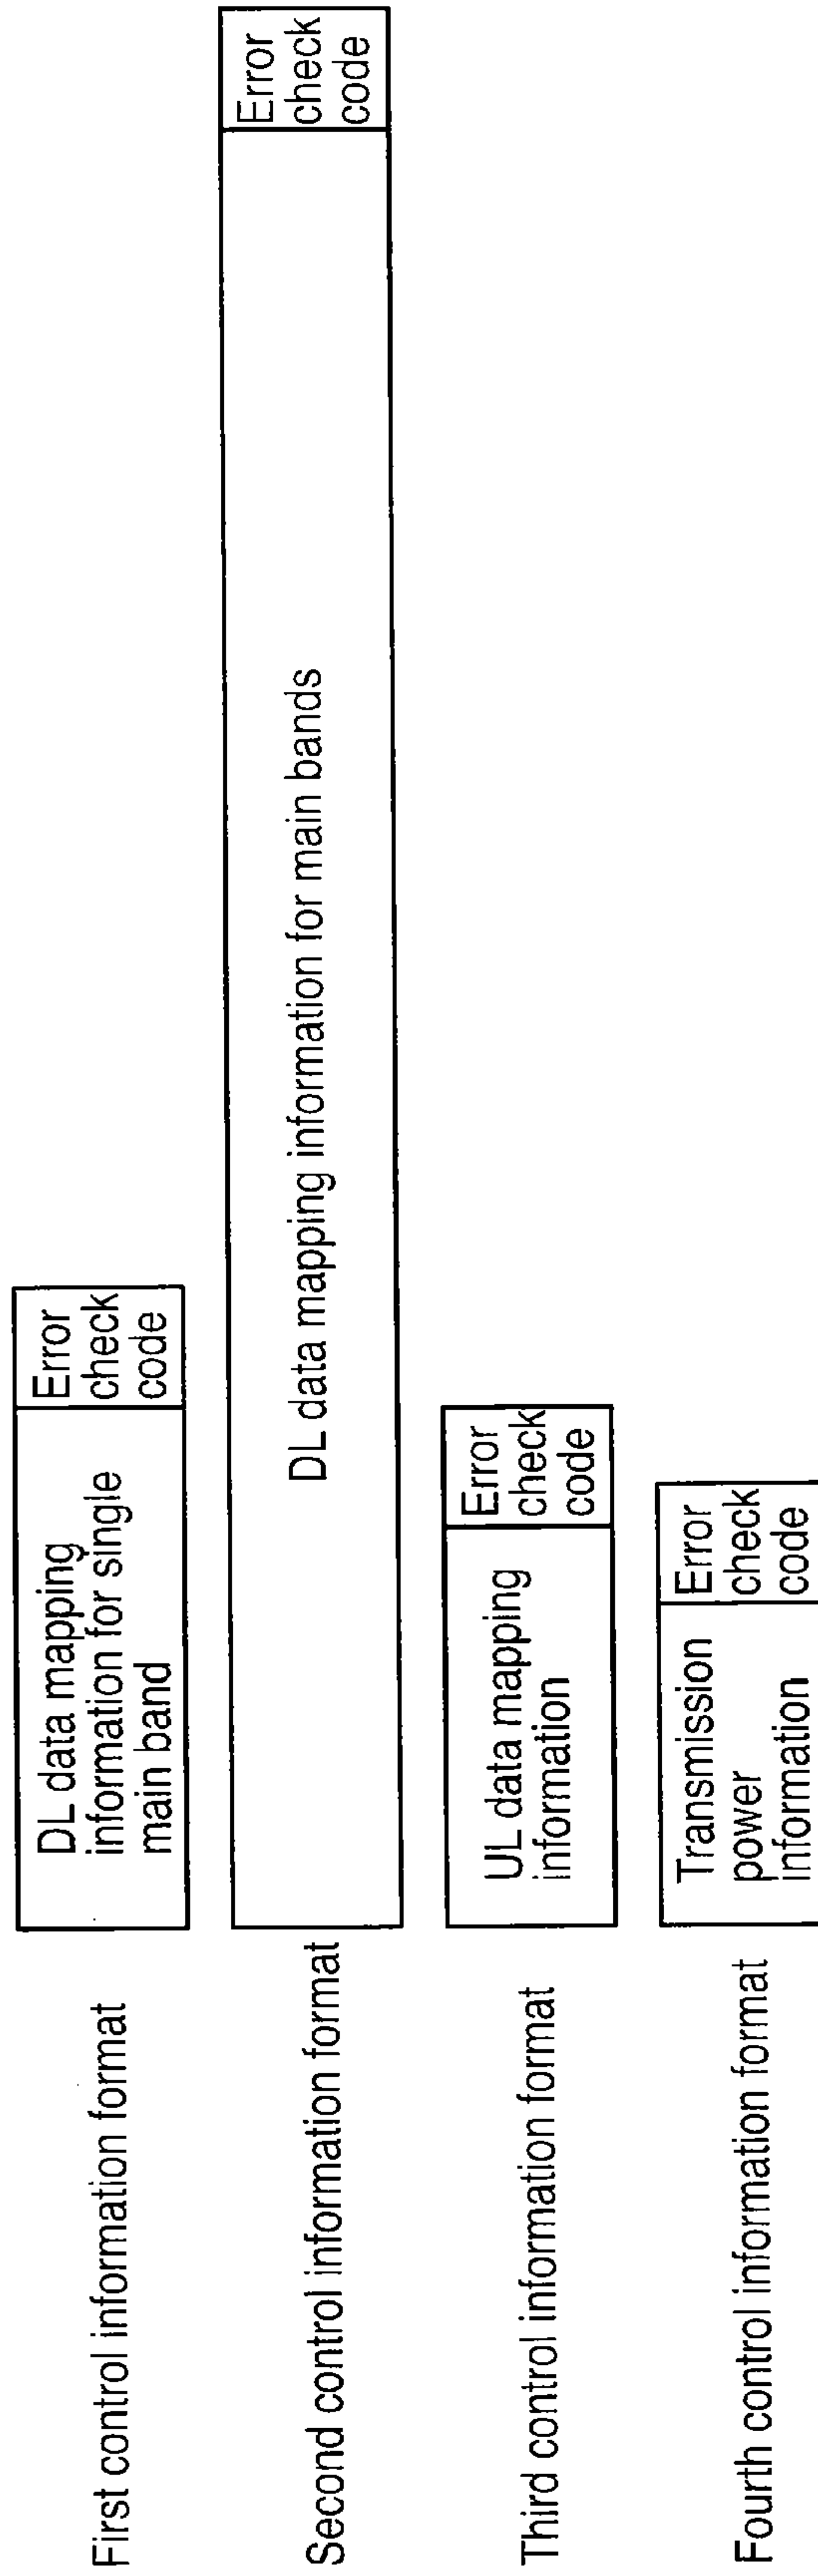 First control information format
DL data mapping
information for single
main band
Error
check
code
Second control information format
DL data mapping information for main bands
Error
check
code
Third control information format
UL data mapping
information
Error
check
code
Fourth control information format
Transmission
power
information
Error
check
code